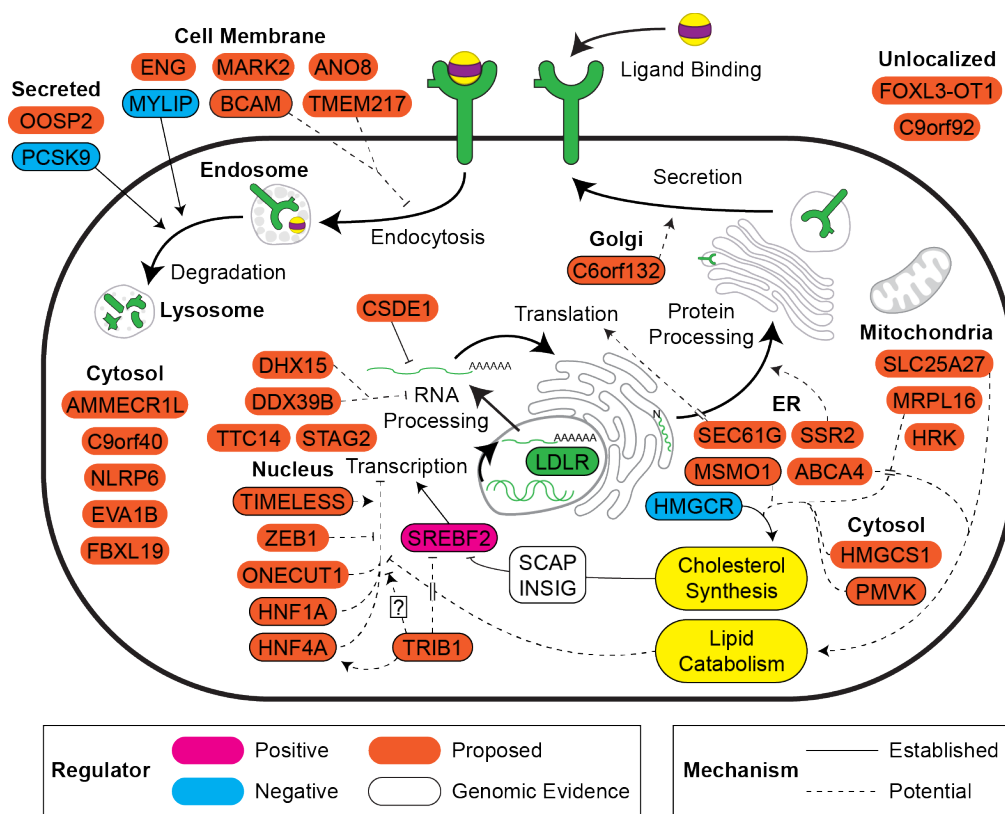 Cell Membrane
ENG MARK2 ANO8
MYLIP BCAM TMEM217
Ligand Binding
Unlocalized
FOXL3-OT1
C9orf92
Secreted
OOSP2
PCSK9
Endosome
Endocytosis
Degradation
Lysosome
Secretion
Golgi
C6orf132
Protein
Processing
Translation
Mitochondria
SLC25A27
MRPL16
HRK
CSDE1
AAAAAA
DHX15
DDX39B
RNA
Processing
TTC14 STAG2
Cytosol
AMMECR1L
C9orf40
NLRP6
EVA1B
FBXL19
N
AAAAAA
LDLR
ER
SEC61G SSR2
MSMO1 ABCA4
HMGCR
Nucleus
Transcription
TIMELESS
ZEB1
ONECUT1
HNF1A
HNF4A
?
TRIB1
SREBF2
SCAP
INSIG
Cholesterol
Synthesis
Lipid
Catabolism
Cytosol
HMGCS1
PMVK
Regulator
Positive
Proposed
Negative
Genomic Evidence
Mechanism
Established
Potential